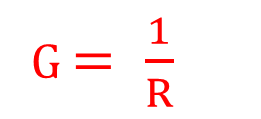 G = 1/R